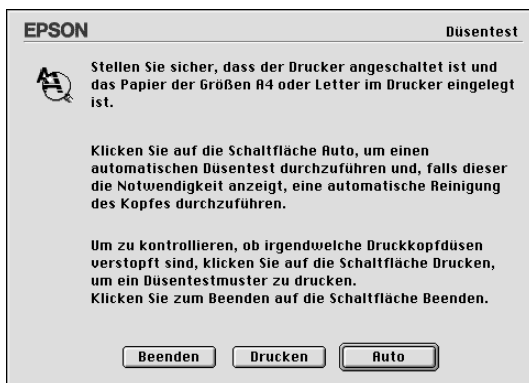 EPSON Düsentest
Stellen Sie sicher, dass der Drucker angeschaltet ist und
das Papier der Größen A4 oder Letter im Drucker eingelegt
ist.
Klicken Sie auf die Schaltfläche Auto, um einen
automatischen Düsentest durchzuführen und, falls dieser
die Notwendigkeit anzeigt, eine automatische Reinigung
des Kopfes durchzuführen.
Um zu kontrollieren, ob irgendwelche Druckkopfdüsen
verstopft sind, klicken Sie auf die Schaltfläche Drucken,
um ein Düsentestmuster zu drucken.
Klicken Sie zum Beenden auf die Schaltfläche Beenden.
Beenden Drucken Auto